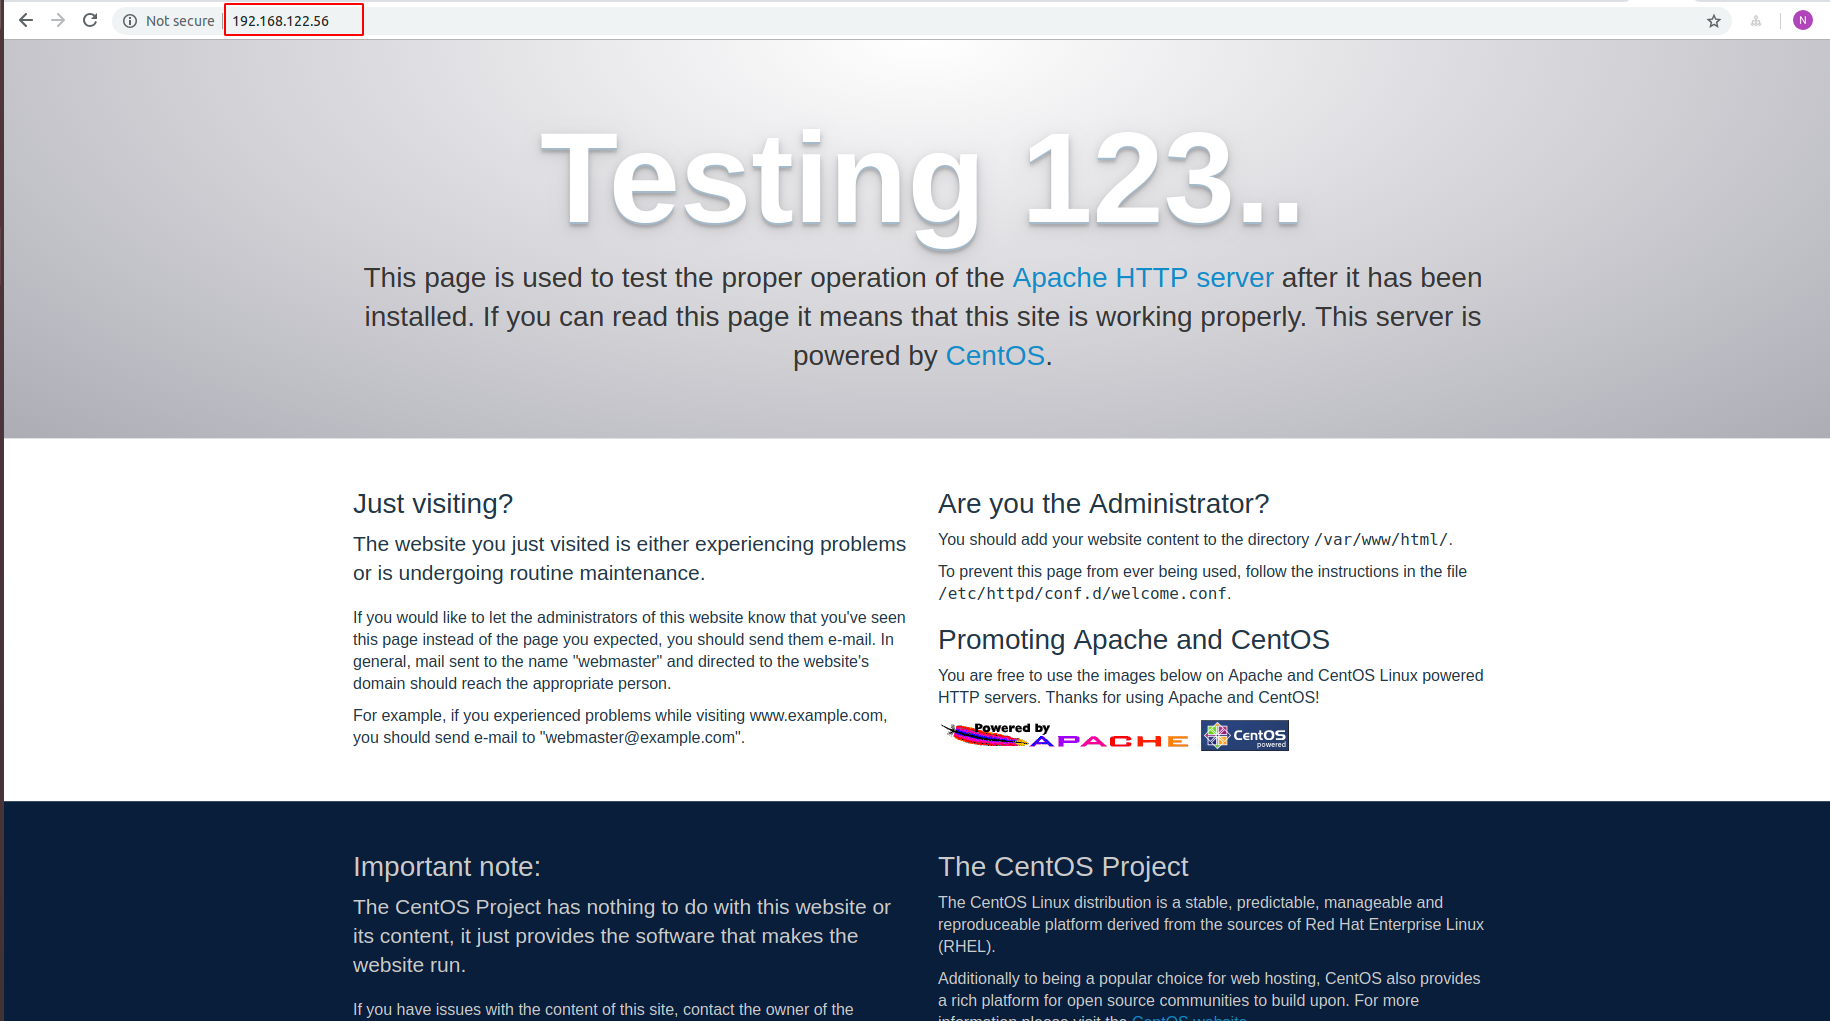 Not secure | 192.168.122.56
N
Testing 123..
This page is used to test the proper operation of the Apache HTTP server after it has been
installed. If you can read this page it means that this site is working properly. This server is
powered by CentOS.
Just visiting?
The website you just visited is either experiencing problems
or is undergoing routine maintenance.
If you would like to let the administrators of this website know that you've seen
this page instead of the page you expected, you should send them e-mail. In
general, mail sent to the name "webmaster" and directed to the website's
domain should reach the appropriate person.
For example, if you experienced problems while visiting www.example.com,
you should send e-mail to "webmaster@example.com".
Are you the Administrator?
You should add your website content to the directory /var/www/html/.
To prevent this page from ever being used, follow the instructions in the file
/etc/httpd/conf.d/welcome.conf.
Promoting Apache and CentOS
You are free to use the images below on Apache and CentOS Linux powered
HTTP servers. Thanks for using Apache and CentOS!
Powered by
APACHE
CentOS
powered
Important note:
The CentOS Project has nothing to do with this website or
its content, it just provides the software that makes the
website run.
If you have issues with the content of this site, contact the owner of the
The CentOS Project
The CentOS Linux distribution is a stable, predictable, manageable and
reproduceable platform derived from the sources of Red Hat Enterprise Linux
(RHEL).
Additionally to being a popular choice for web hosting, CentOS also provides
a rich platform for open source communities to build upon. For more
information please visit the CentOS website.